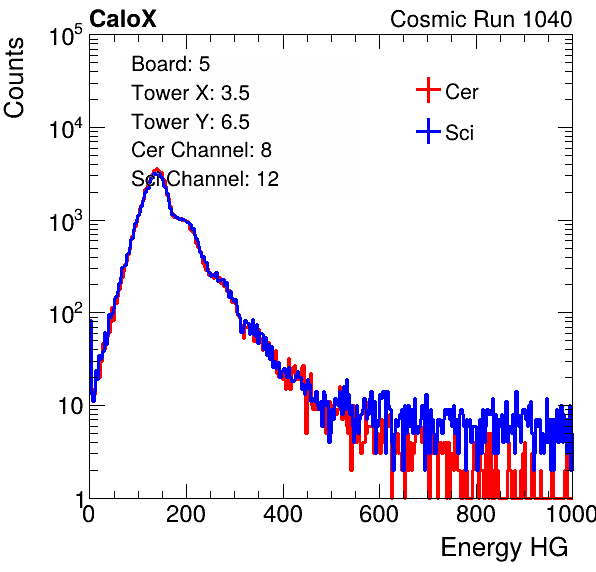 CaloX Cosmic Run 1040
Counts
10^5
10^4
10^3
10^2
10
1
Board: 5
Tower X: 3.5
Tower Y: 6.5
Cer Channel: 8
Sci Channel: 12
Cer
Sci
0 200 400 600 800 1000
Energy HG